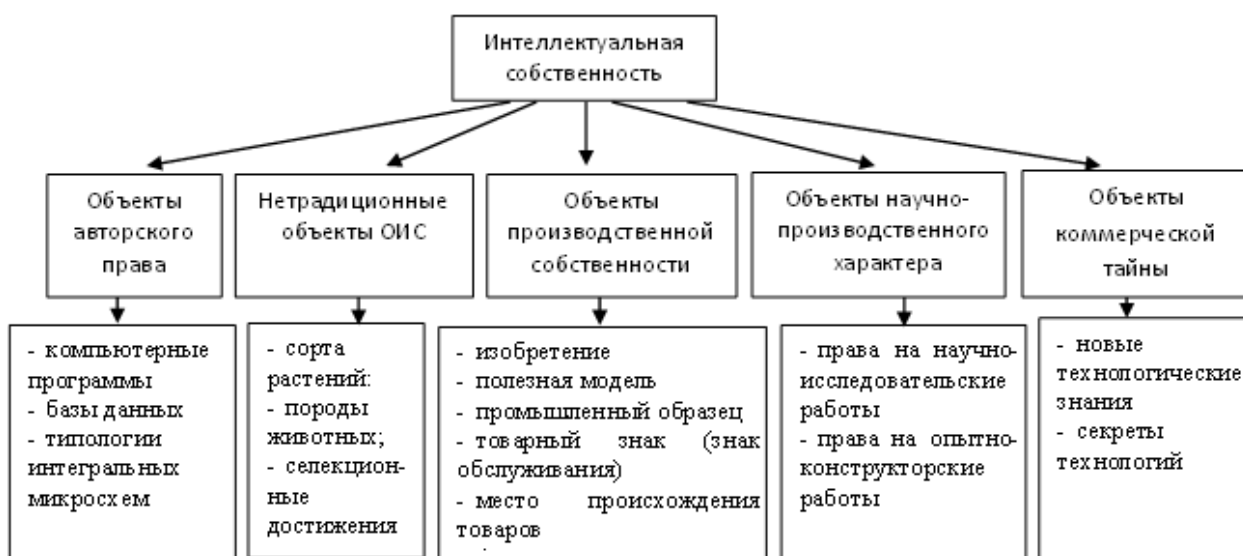 Интеллектуальная
собственность
Объекты
авторского
права
Нетрадиционные
объекты ОИС
Объекты
производственной
собственности
Объекты научно-
производственного
характера
Объекты
коммерческой
тайны
- компьютерные
программы
- базы данных
- типологии
интегральных
микросхем
- сорта
растений:
- породы
животных;
- селекцион-
ные
достижения
- изобретение
- полезная модель
- промышленный образец
- товарный знак (знак
обслуживания)
- место происхождения
товаров
- права на научно-
исследовательские
работы
- права на опытно-
конструкторские
работы
- новые
технологические
знания
- секреты
технологий